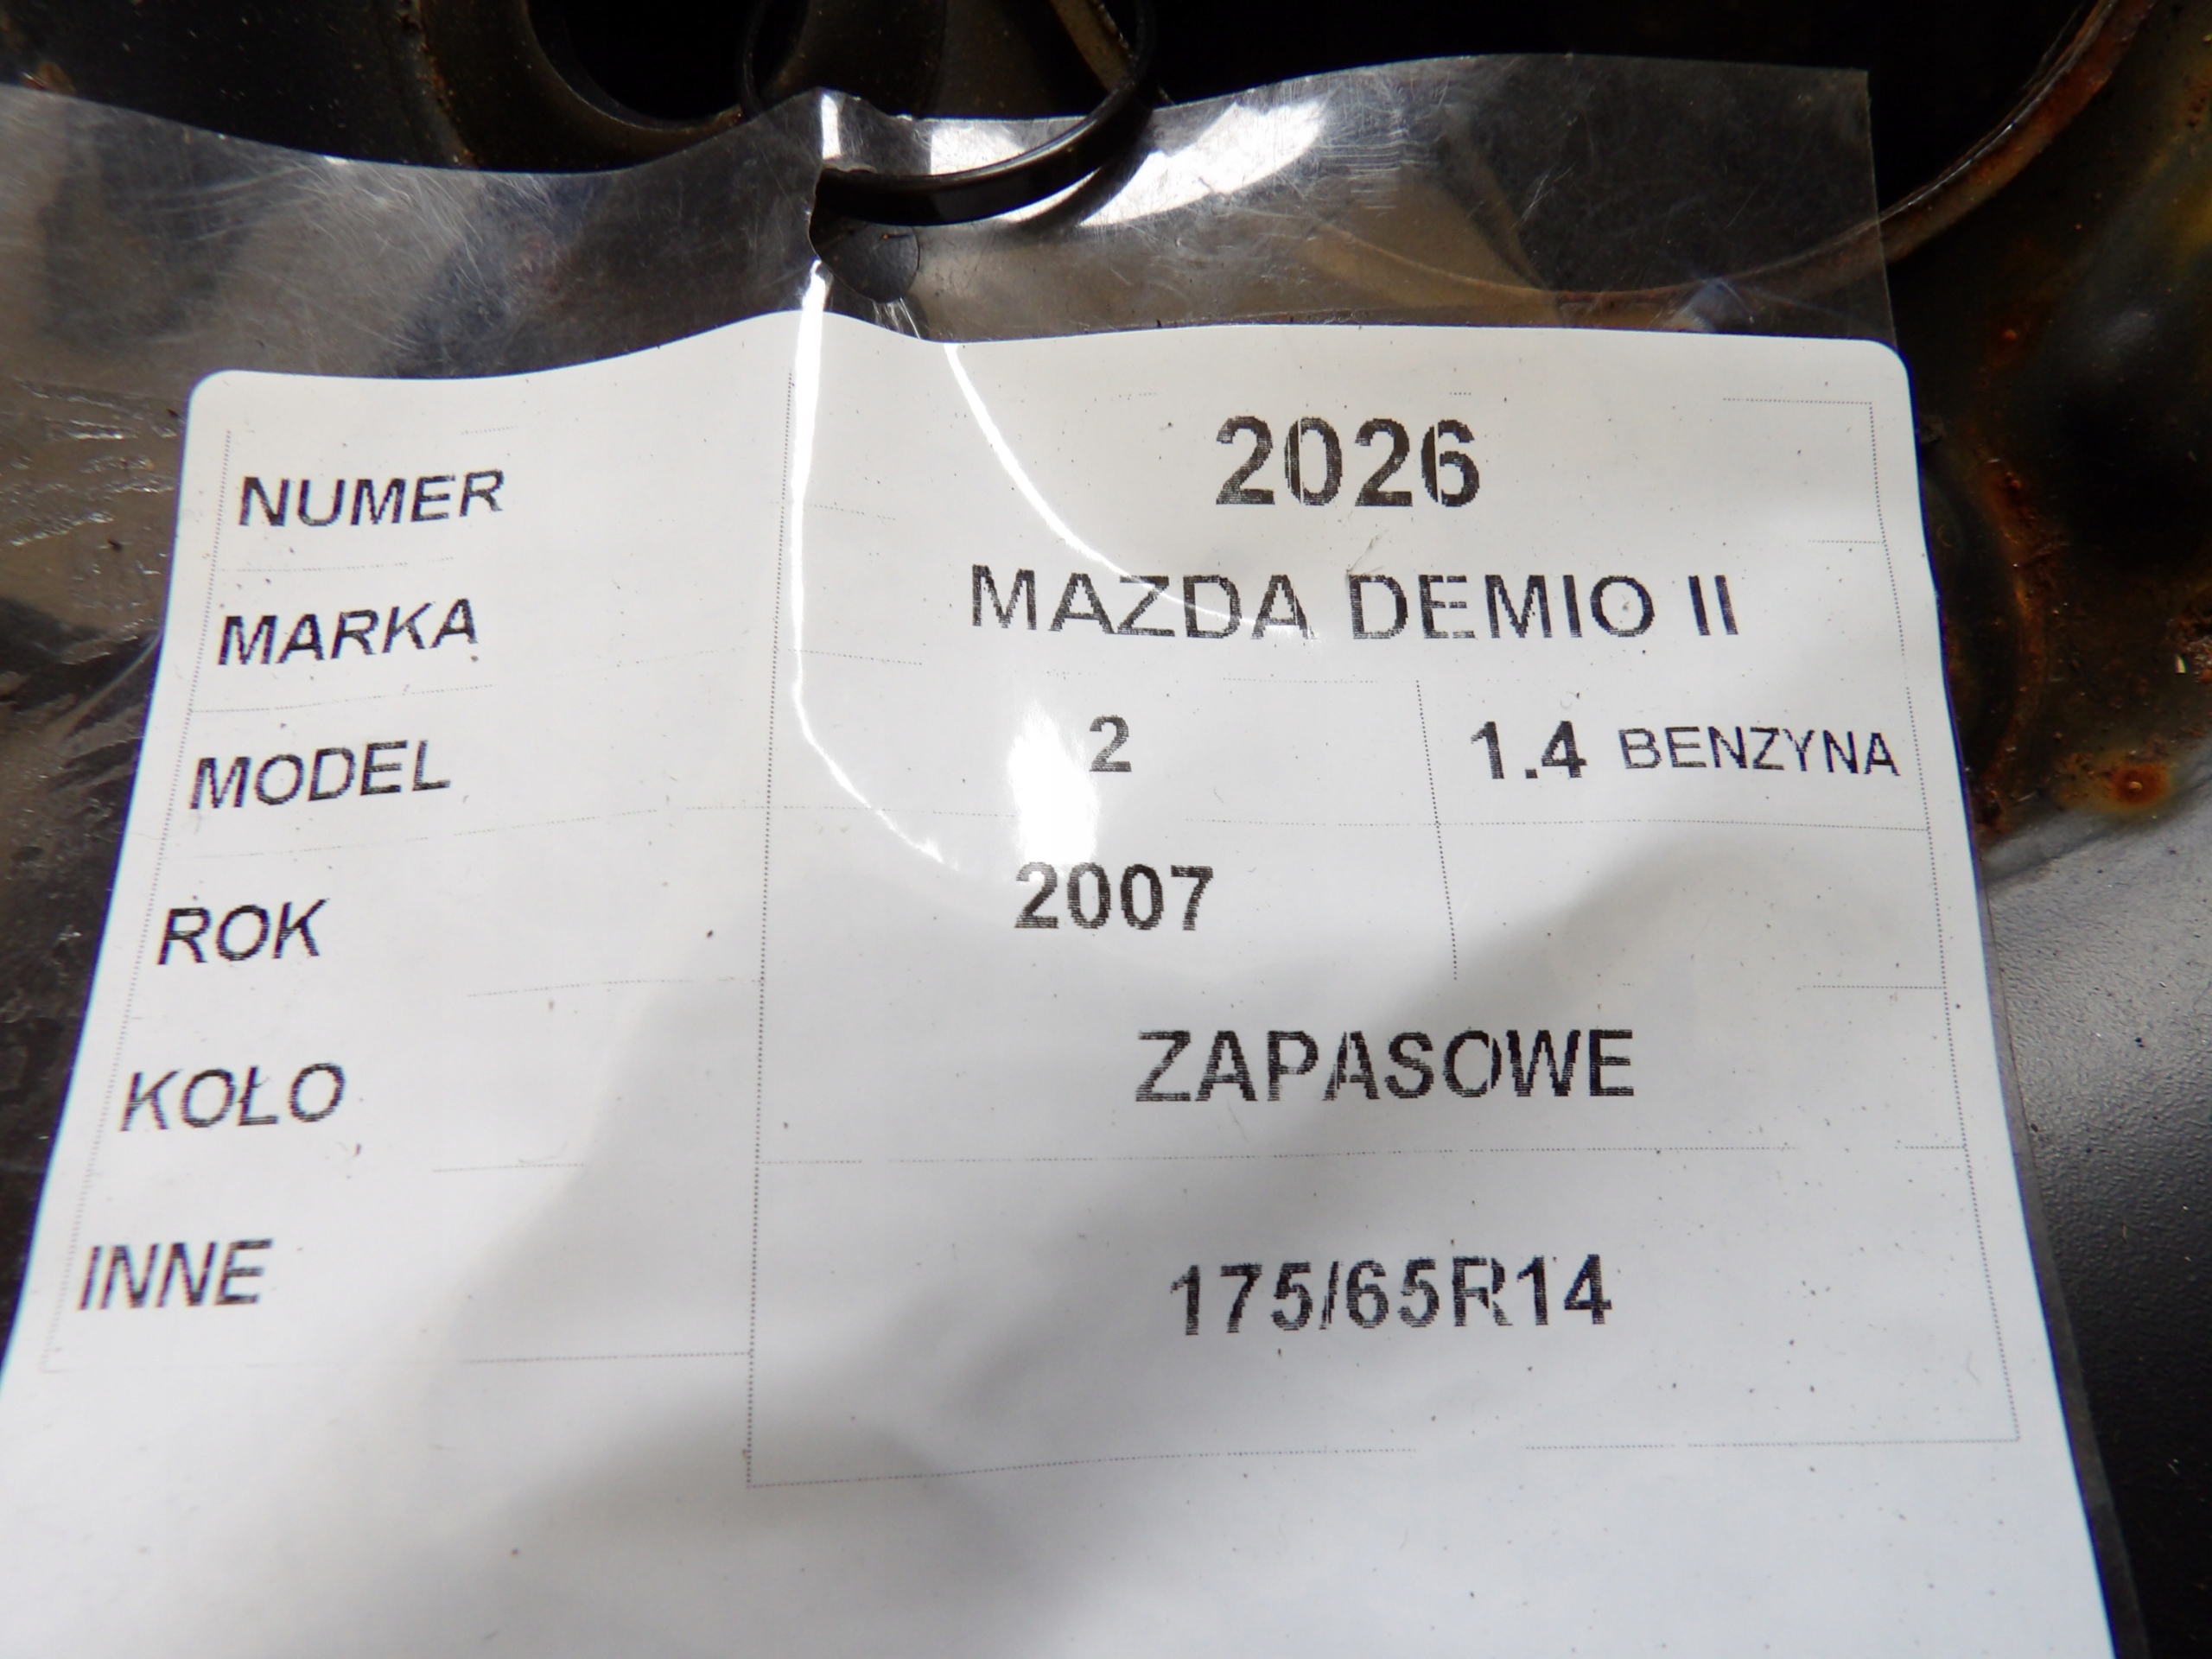 NUMER 2026
MARKA MAZDA DEMIO II
MODEL 2 1.4 BENZYNA
ROK 2007
KOŁO ZAPASOWE
INNE 175/65R14